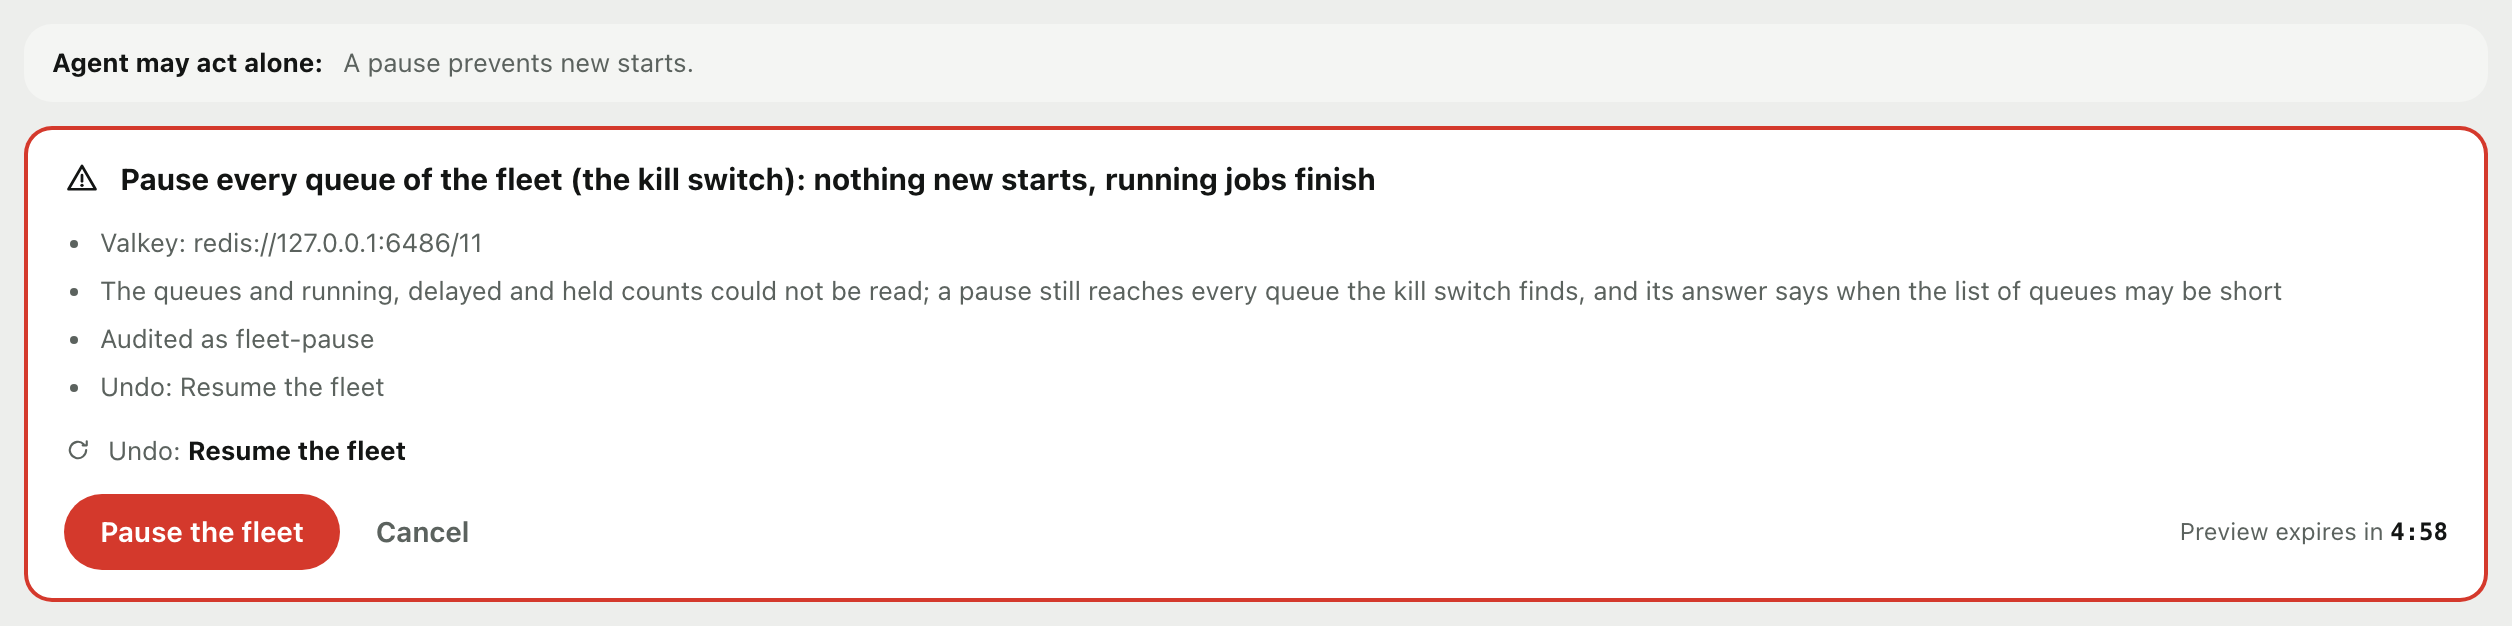 Agent may act alone: A pause prevents new starts.
Pause every queue of the fleet (the kill switch): nothing new starts, running jobs finish
• Valkey: redis://127.0.0.1:6486/11
• The queues and running, delayed and held counts could not be read; a pause still reaches every queue the kill switch finds, and its answer says when the list of queues may be short
• Audited as fleet-pause
• Undo: Resume the fleet
Undo: Resume the fleet
Pause the fleet Cancel Preview expires in 4:58